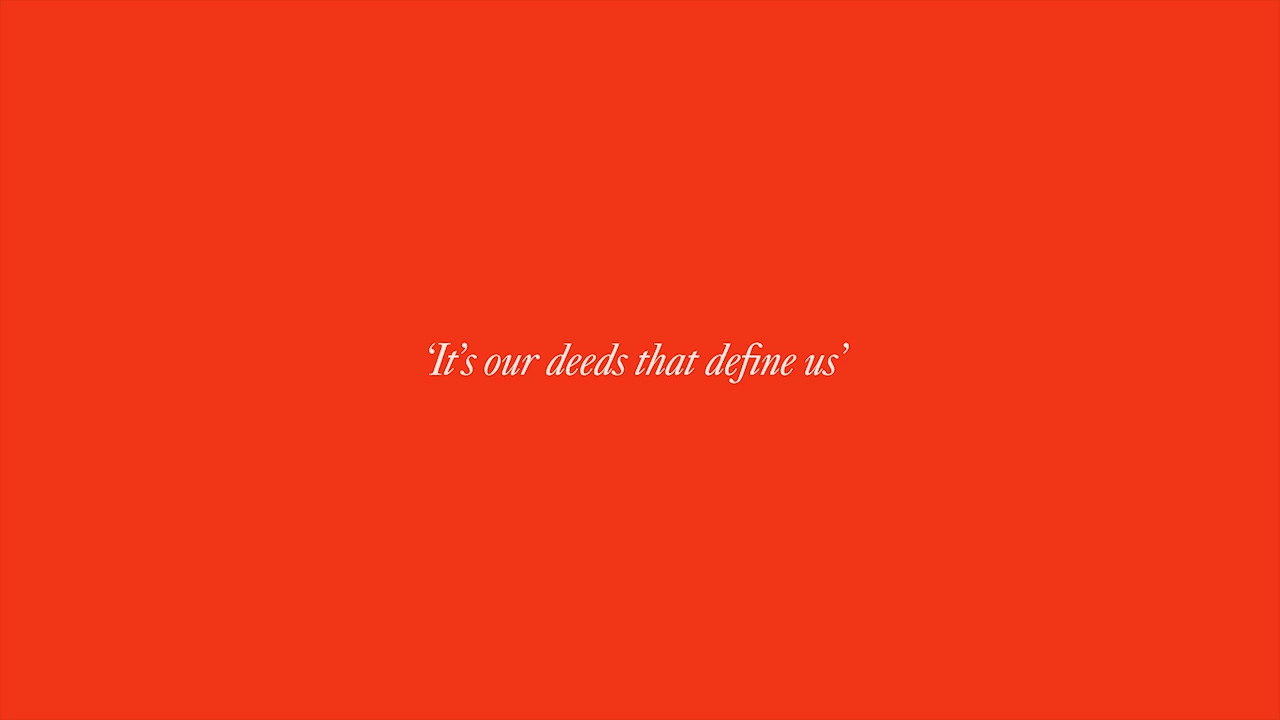 ‘It’s our deeds that define us’